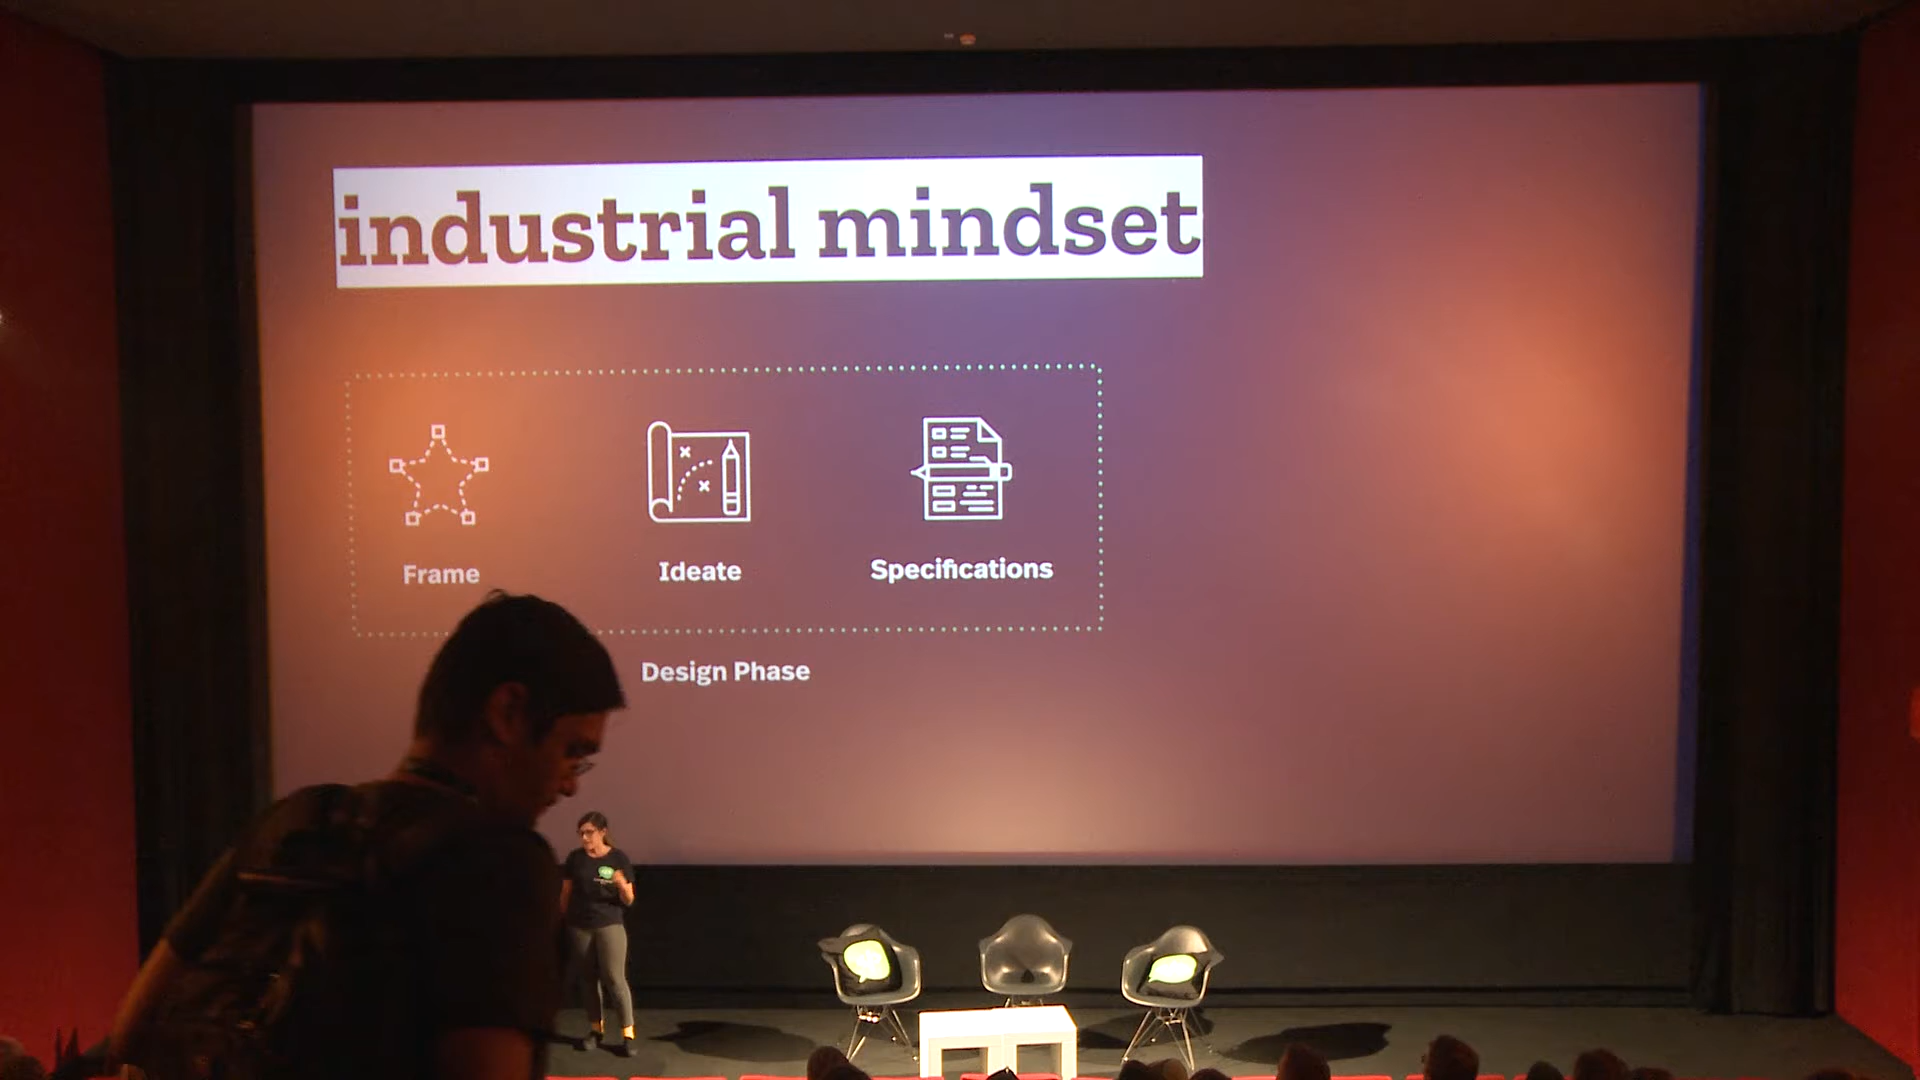 industrial mindset
Frame
Ideate
Specifications
Design Phase